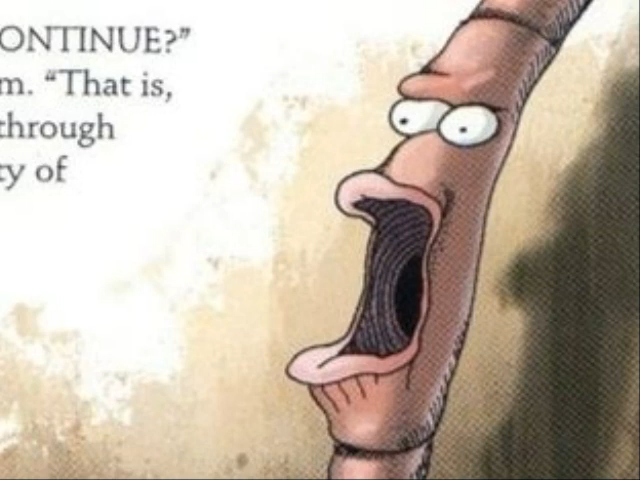 ONTINUE?”
m. “That is,
through
ty of